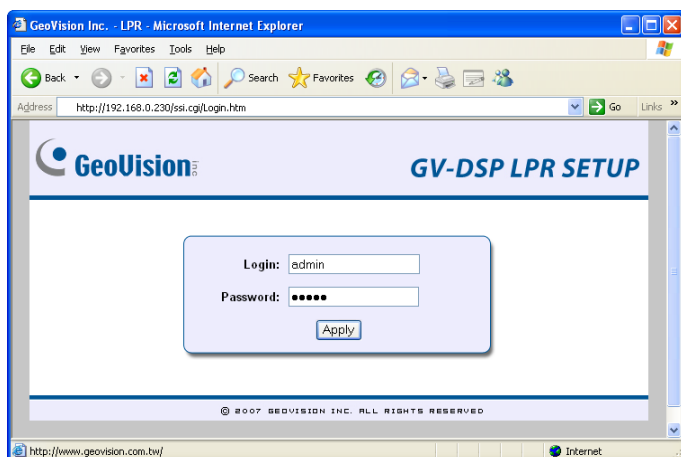 GeoVision Inc. - LPR - Microsoft Internet Explorer
File Edit View Favorites Tools Help
Back Search Favorites
Address http://192.168.0.230/ssi.cgi/Login.htm Go Links »
GeoVision Inc GV-DSP LPR SETUP
Login: admin
Password: •••••
Apply
© 2007 GEOVISION INC. ALL RIGHTS RESERVED
http://www.geovision.com.tw/ Internet